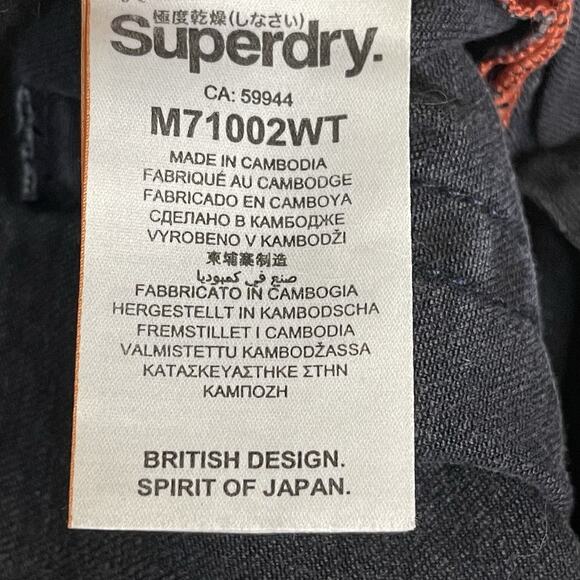 極度乾燥(しなさい)
Superdry.
CA: 59944
M71002WT
MADE IN CAMBODIA
FABRIQUÉ AU CAMBODGE
FABRICADO EN CAMBOYA
СДЕЛАНО В КАМБОДЖЕ
VYROBENO V KAMBODŽI
柬埔寨制造
صنع في كمبوديا
FABBRICATO IN CAMBOGIA
HERGESTELLT IN KAMBODSCHA
FREMSTILLET I CAMBODIA
VALMISTETTU KAMBODŽASSA
ΚΑΤΑΣΚΕΥΑΣΤΗΚΕ ΣΤΗΝ
ΚΑΜΠΟΖΗ
BRITISH DESIGN.
SPIRIT OF JAPAN.